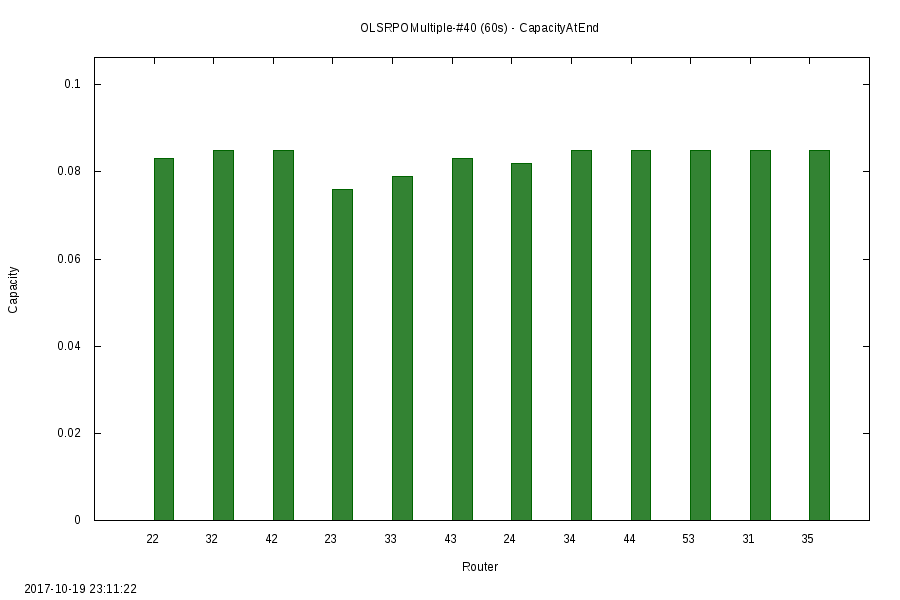 OLSRPOMultiple-#40 (60s) - CapacityAtEnd
0.1
0.08
0.06
0.04
0.02
0
Capacity
22 32 42 23 33 43 24 34 44 53 31 35
Router
2017-10-19 23:11:22